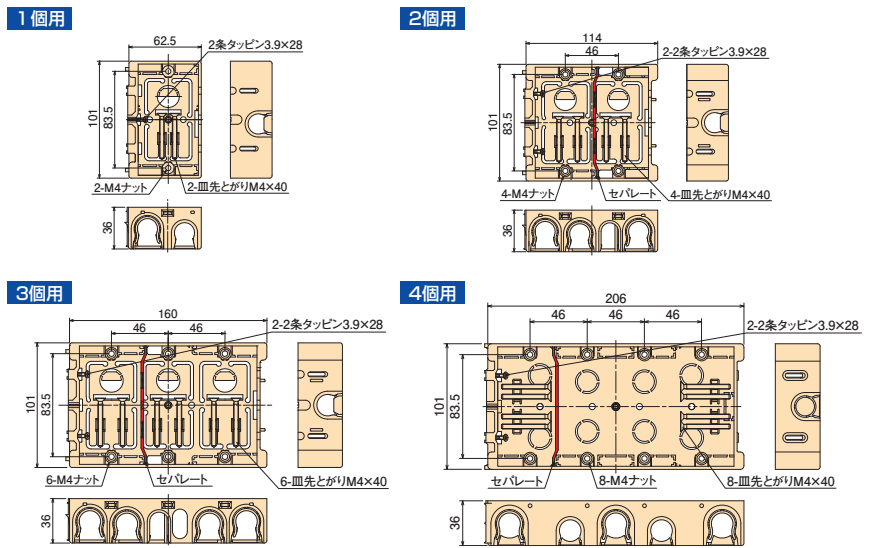 1個用
62.5
2条タッピン3.9×28
101
83.5
2-M4ナット
2-皿先とがりM4×40
36
2個用
114
46
2-2条タッピン3.9×28
101
83.5
4-M4ナット
セパレート
4-皿先とがりM4×40
36
3個用
160
46
46
2-2条タッピン3.9×28
101
83.5
6-M4ナット
セパレート
6-皿先とがりM4×40
36
4個用
206
46
46
46
2-2条タッピン3.9×28
101
83.5
セパレート
8-M4ナット
8-皿先とがりM4×40
36